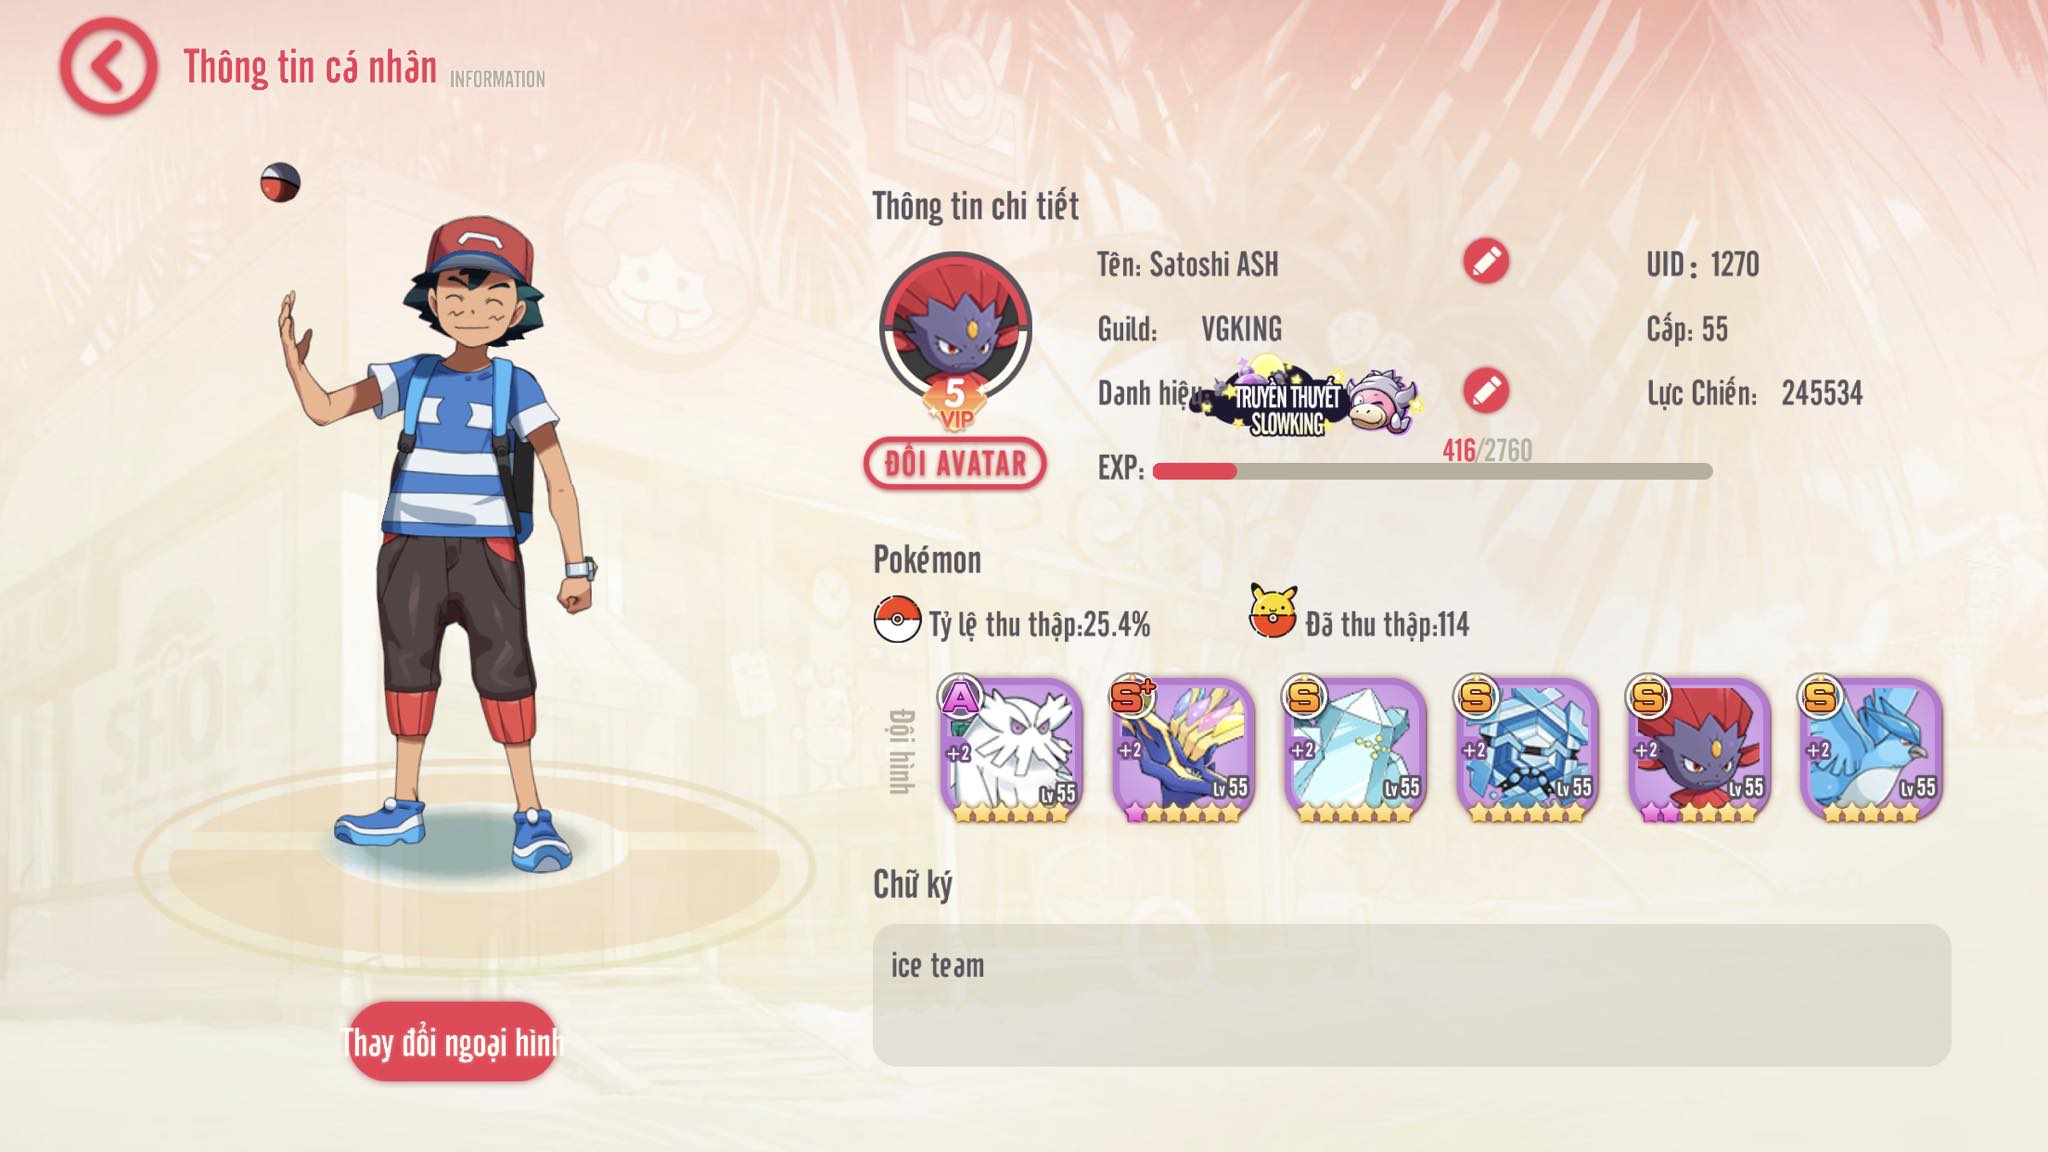 Thông tin cá nhân INFORMATION
Thông tin chi tiết
Tên: Satoshi ASH
UID: 1270
Guild: VGKING
Cấp: 55
Danh hiệu:
TRUYỀN THUYẾT
SLOWKING
Lực Chiến: 245534
5
VIP
ĐỔI AVATAR
EXP: 416/2760
Pokémon
Tỷ lệ thu thập:25.4%
Đã thu thập:114
Đội hình
A +2 Lv 55
S+ +2 Lv 55
S +2 Lv 55
S +2 Lv 55
S +2 Lv 55
S +2 Lv 55
Chữ ký
ice team
Thay đổi ngoại hình